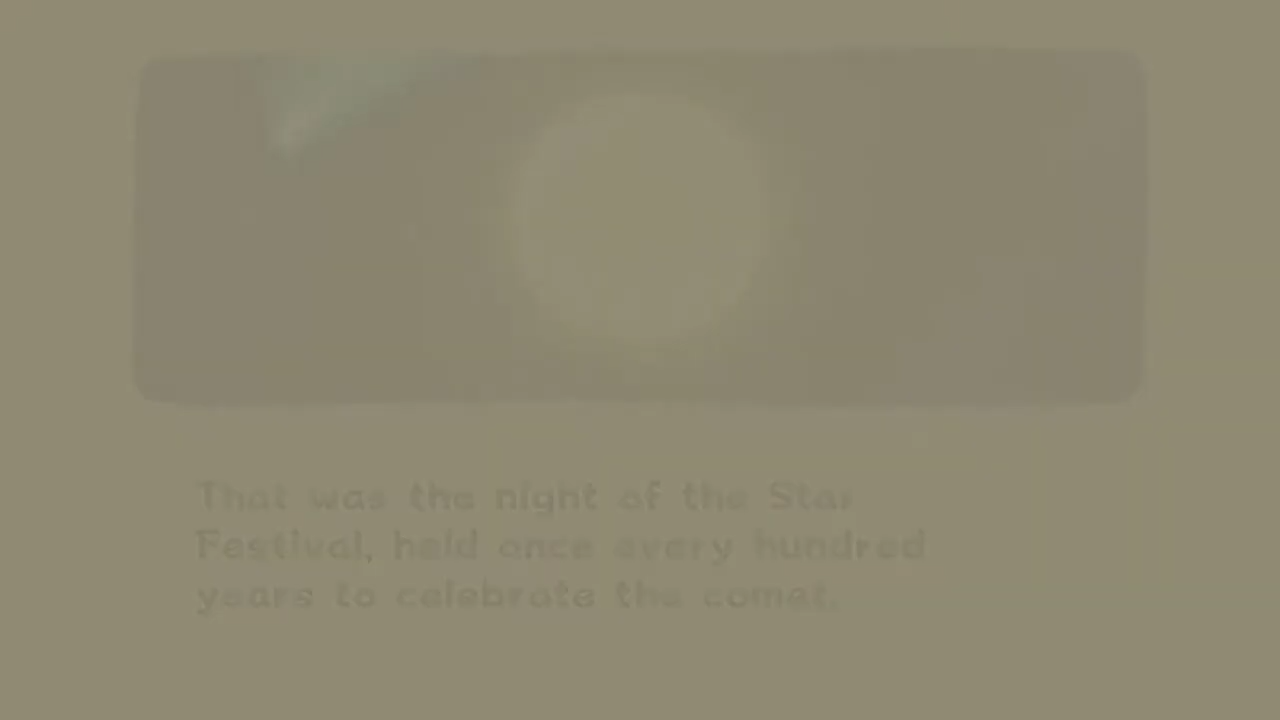 That was the night of the Star
Festival, held once every hundred
years to celebrate the comet.